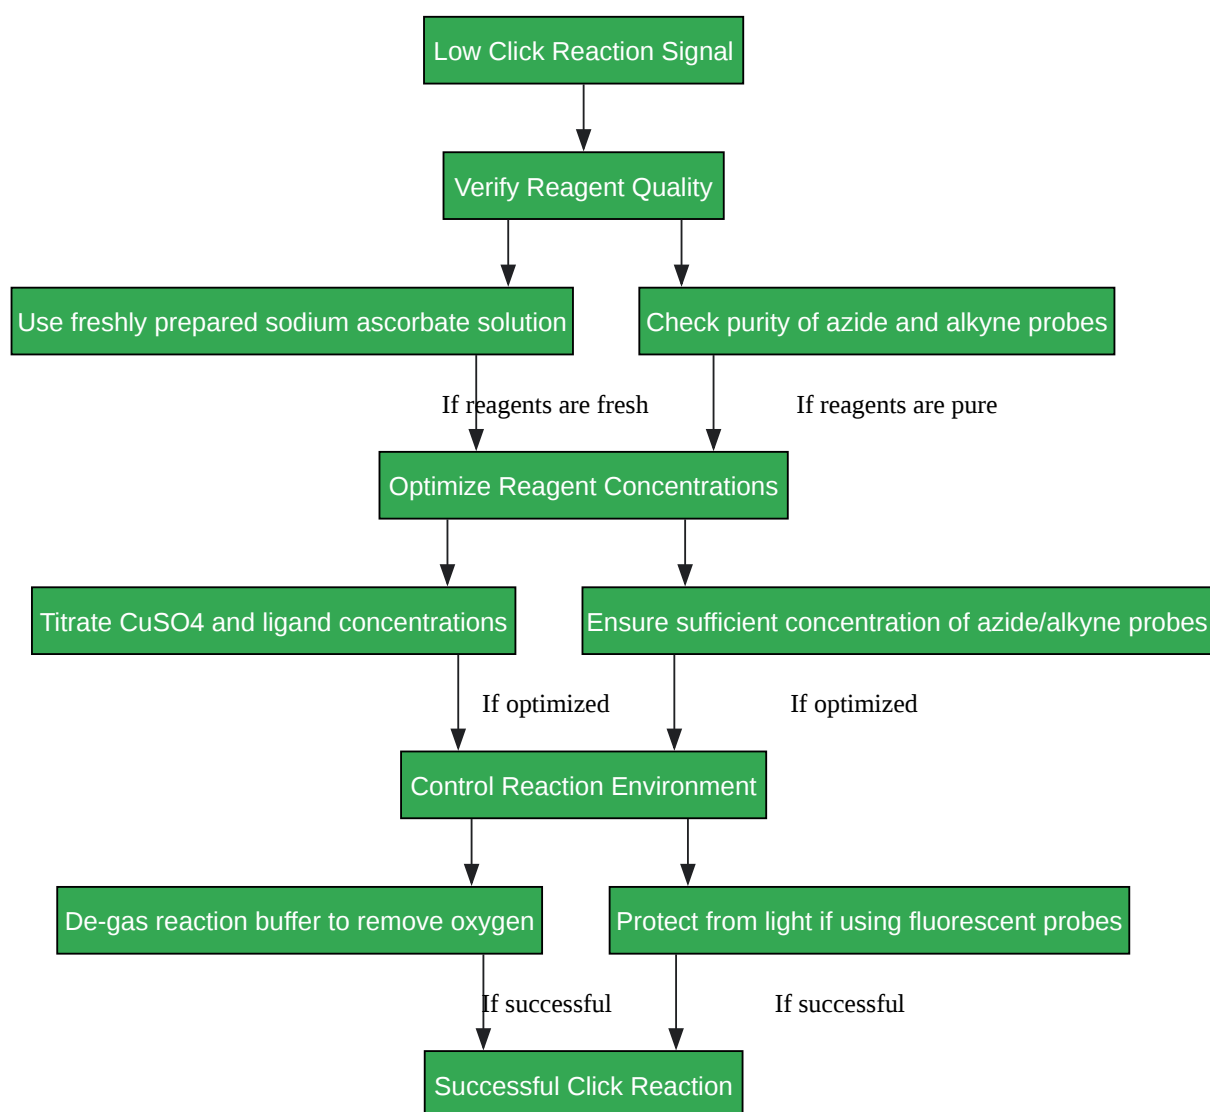 Low Click Reaction Signal
Verify Reagent Quality
Use freshly prepared sodium ascorbate solution
Check purity of azide and alkyne probes
If reagents are fresh
If reagents are pure
Optimize Reagent Concentrations
Titrate CuSO4 and ligand concentrations
Ensure sufficient concentration of azide/alkyne probes
If optimized
If optimized
Control Reaction Environment
De-gas reaction buffer to remove oxygen
Protect from light if using fluorescent probes
If successful
If successful
Successful Click Reaction